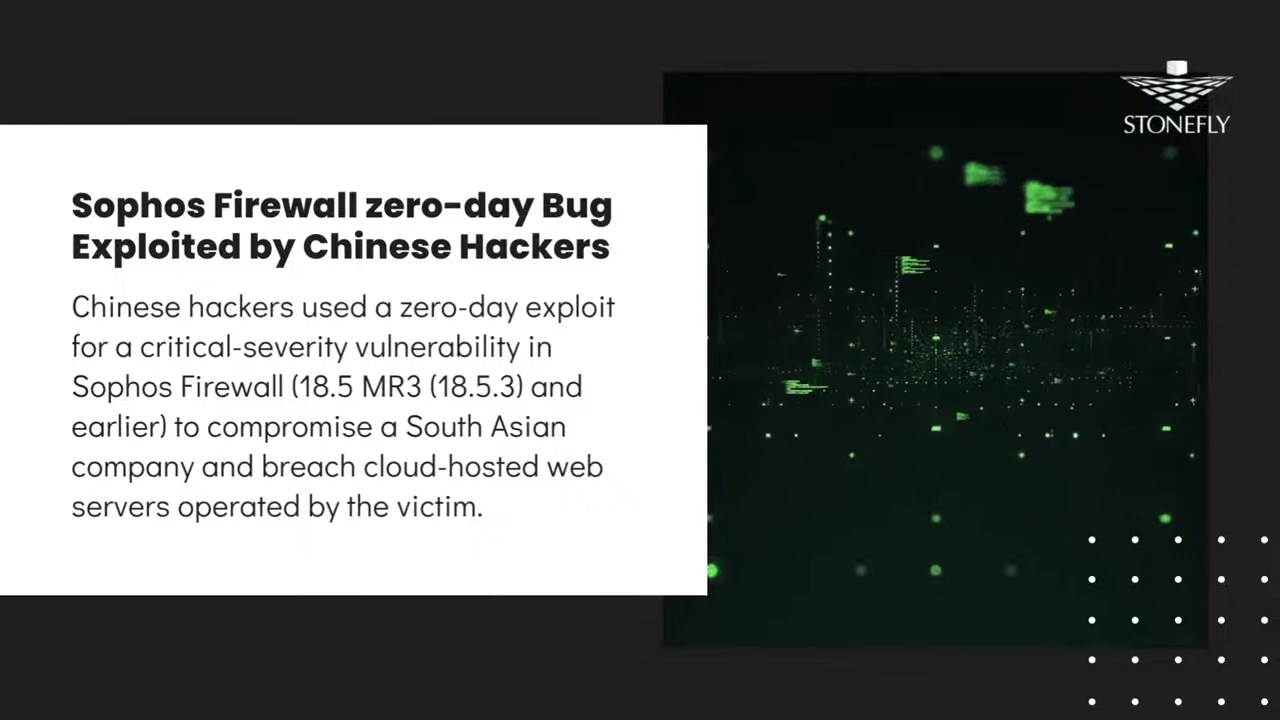 STONEFLY
Sophos Firewall zero-day Bug
Exploited by Chinese Hackers
Chinese hackers used a zero-day exploit
for a critical-severity vulnerability in
Sophos Firewall (18.5 MR3 (18.5.3) and
earlier) to compromise a South Asian
company and breach cloud-hosted web
servers operated by the victim.